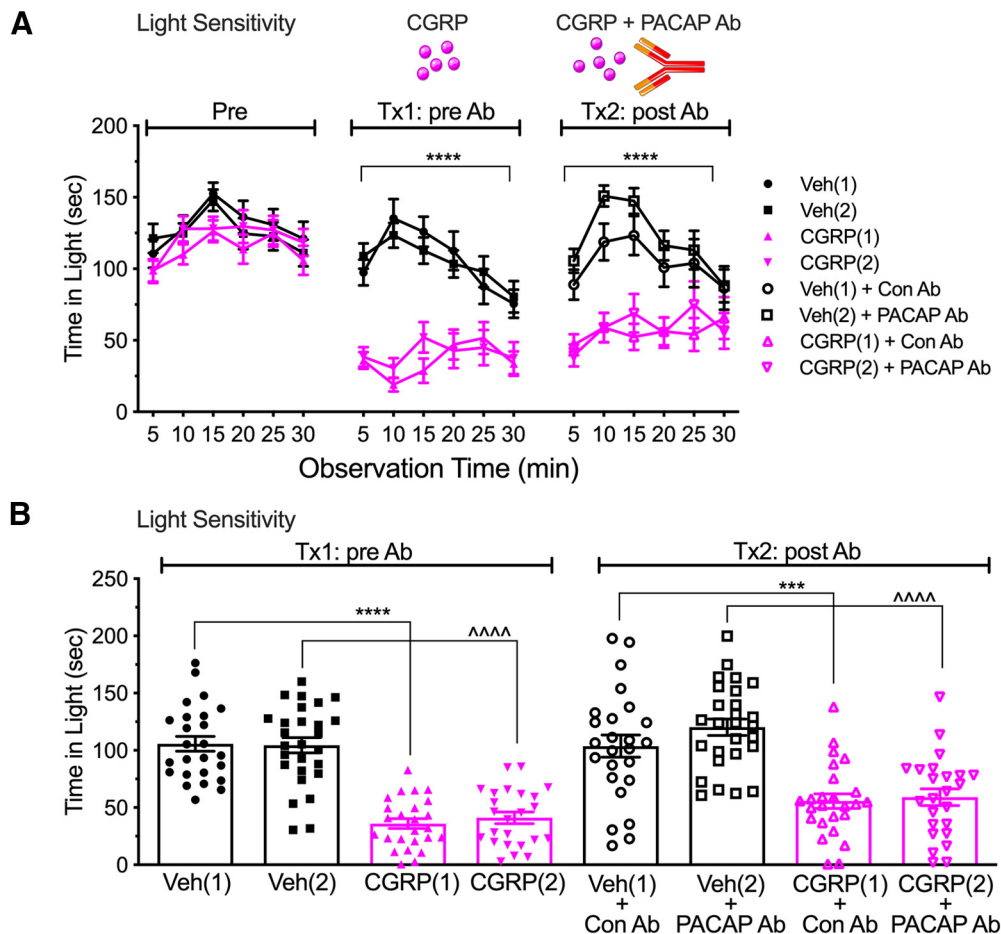 A
Light Sensitivity
CGRP
CGRP + PACAP Ab
Pre
Tx1: pre Ab
Tx2: post Ab
****
****
Time in Light (sec)
200
150
100
50
0
5 10 15 20 25 30
5 10 15 20 25 30
5 10 15 20 25 30
Observation Time (min)
Veh(1)
Veh(2)
CGRP(1)
CGRP(2)
Veh(1) + Con Ab
Veh(2) + PACAP Ab
CGRP(1) + Con Ab
CGRP(2) + PACAP Ab
B
Light Sensitivity
Tx1: pre Ab
Tx2: post Ab
****
^^^^
***
^^^^
Time in Light (sec)
250
200
150
100
50
0
Veh(1)
Veh(2)
CGRP(1)
CGRP(2)
Veh(1)
+
Con Ab
Veh(2)
+
PACAP Ab
CGRP(1)
+
Con Ab
CGRP(2)
+
PACAP Ab